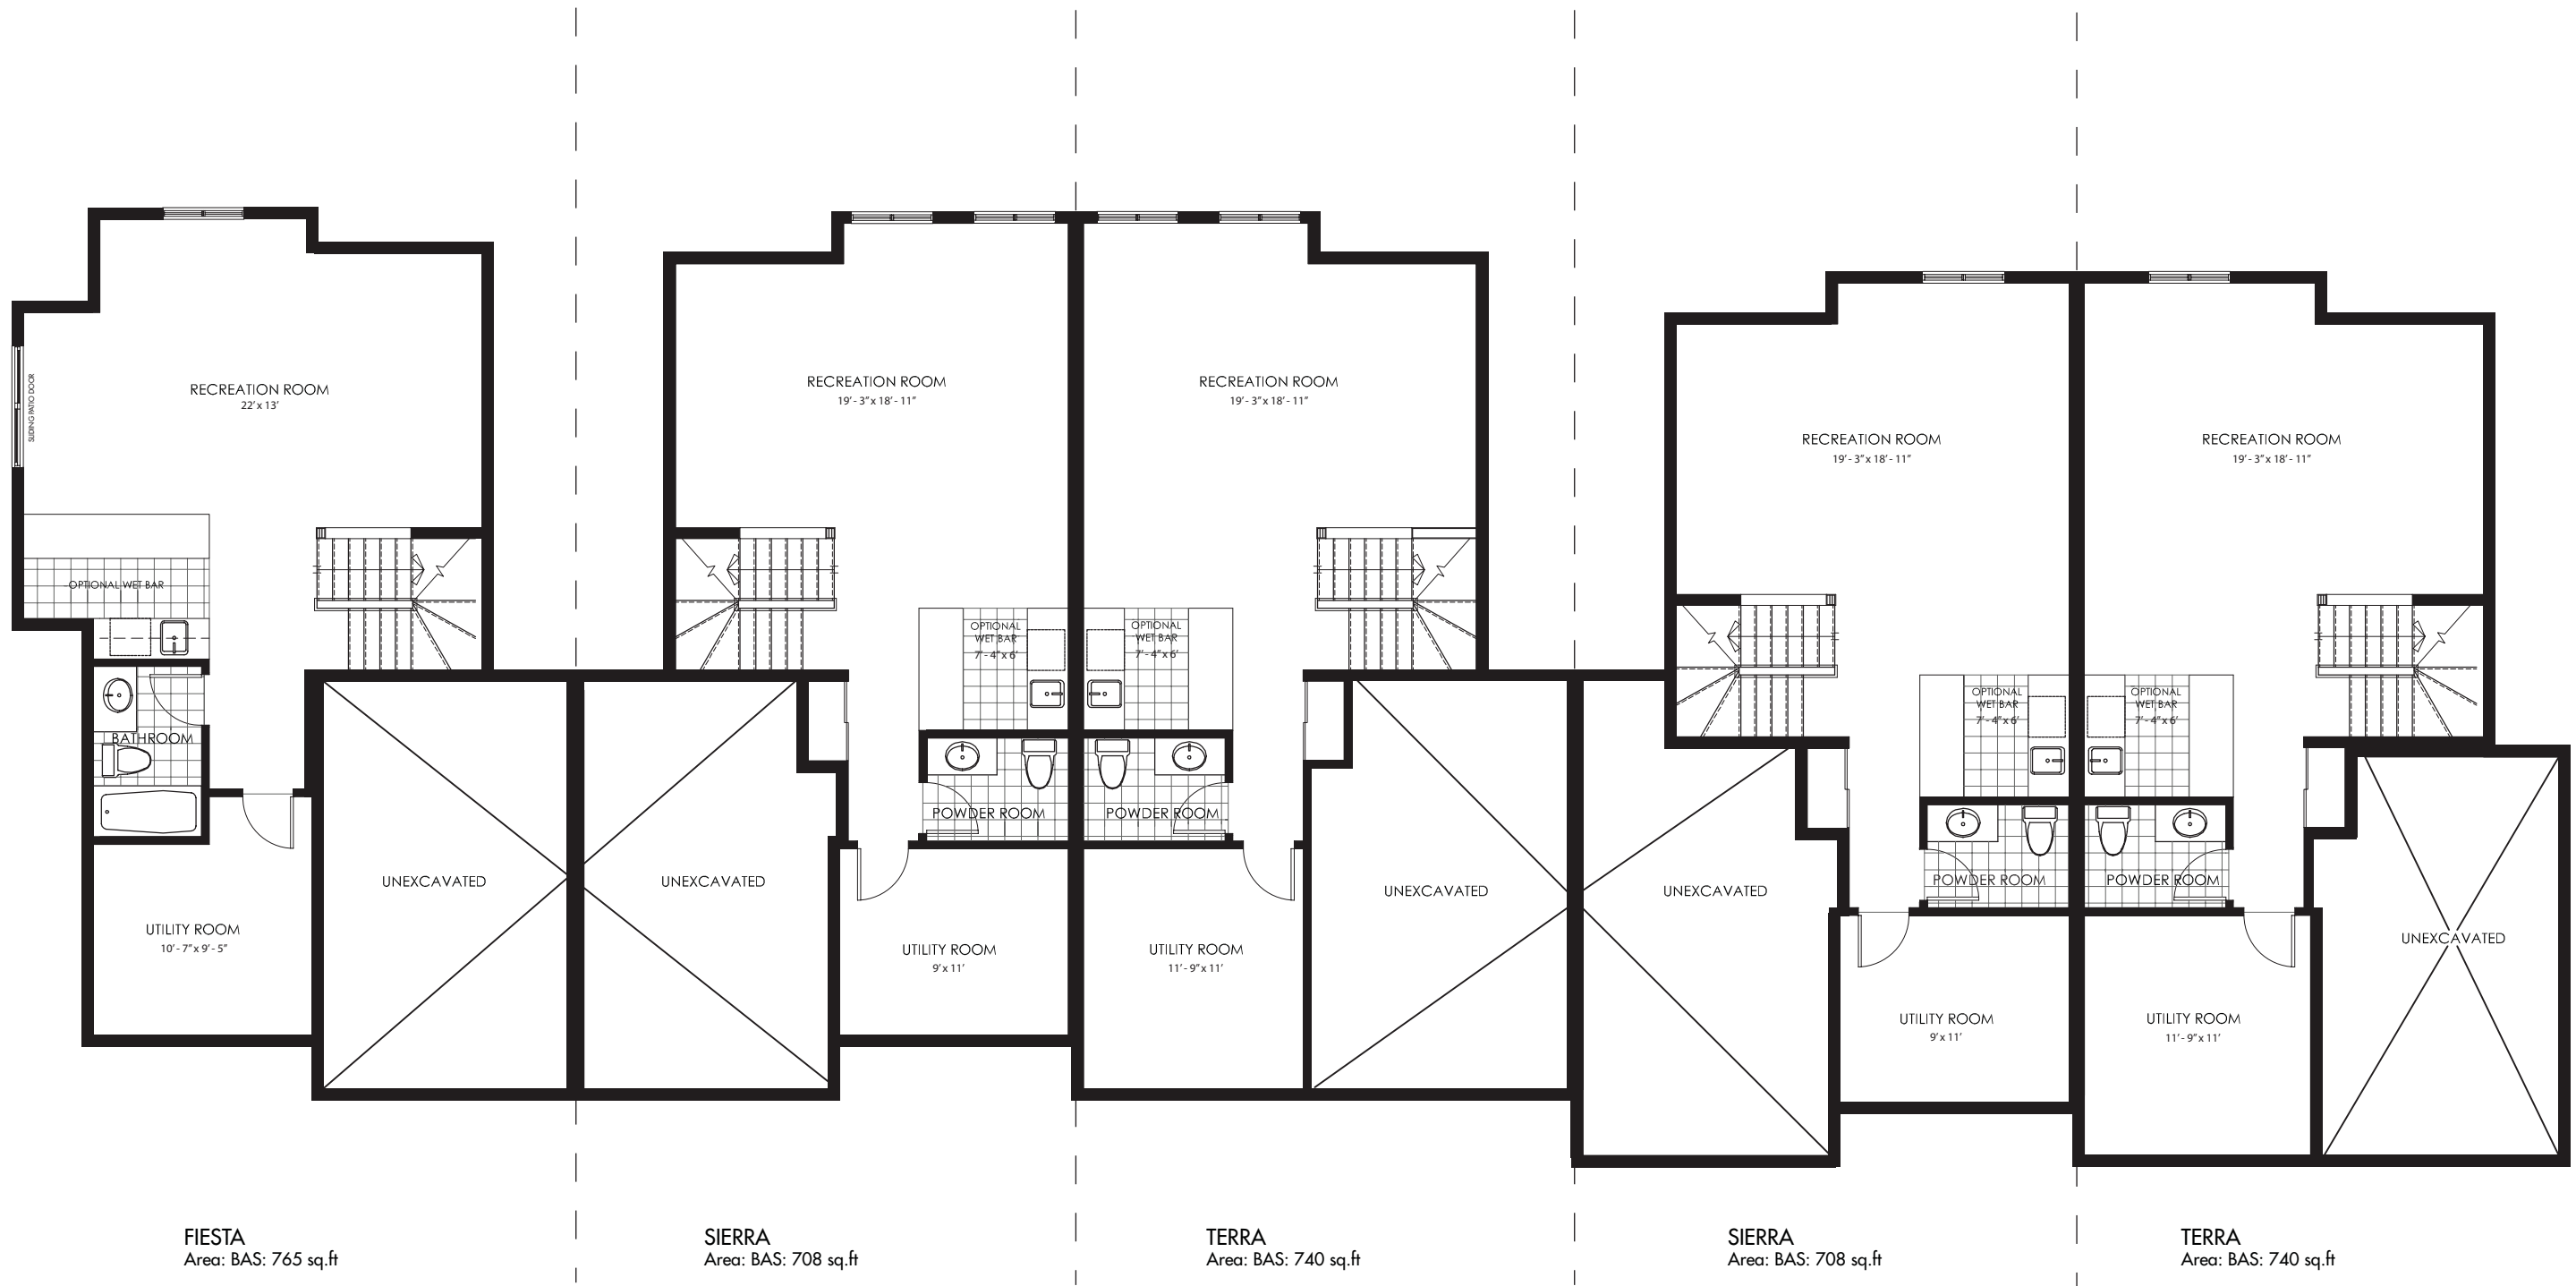 RECREATION ROOM
22' x 13'
SLIDING PATIO DOOR
OPTIONAL WET BAR
BATHROOM
UNEXCAVATED
UTILITY ROOM
10' - 7" x 9' - 5"
FIESTA
Area: BAS: 765 sq.ft
RECREATION ROOM
19' - 3" x 18' - 11"
OPTIONAL
WET BAR
7' - 4" x 6'
POWDER ROOM
UNEXCAVATED
UTILITY ROOM
9' x 11'
SIERRA
Area: BAS: 708 sq.ft
RECREATION ROOM
19' - 3" x 18' - 11"
OPTIONAL
WET BAR
7' - 4" x 6'
POWDER ROOM
UNEXCAVATED
UTILITY ROOM
11' - 9" x 11'
TERRA
Area: BAS: 740 sq.ft
RECREATION ROOM
19' - 3" x 18' - 11"
OPTIONAL
WET BAR
7' - 4" x 6'
POWDER ROOM
UNEXCAVATED
UTILITY ROOM
9' x 11'
SIERRA
Area: BAS: 708 sq.ft
RECREATION ROOM
19' - 3" x 18' - 11"
OPTIONAL
WET BAR
7' - 4" x 6'
POWDER ROOM
UNEXCAVATED
UTILITY ROOM
11' - 9" x 11'
TERRA
Area: BAS: 740 sq.ft